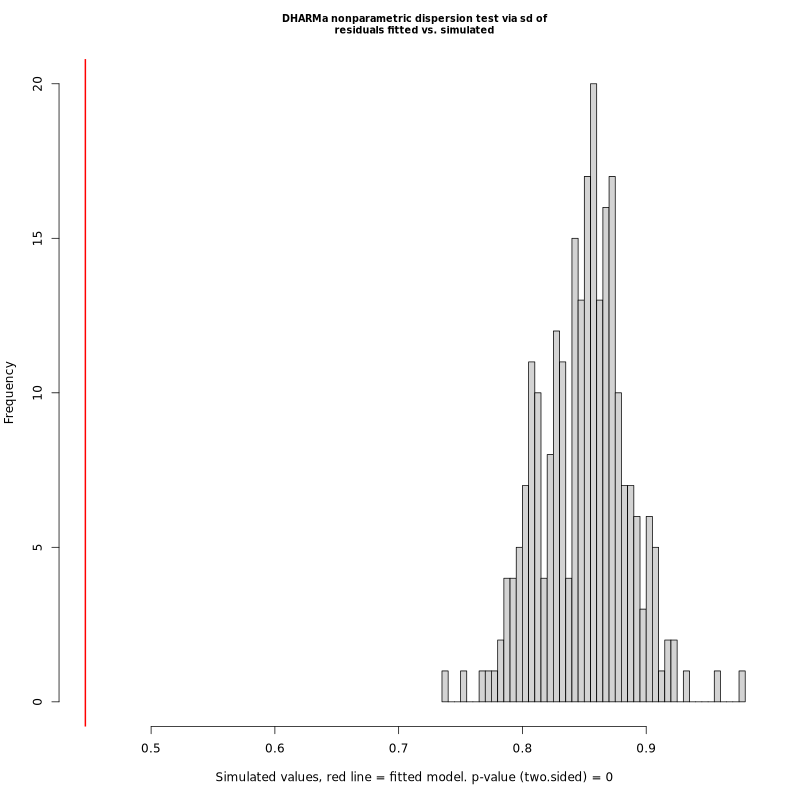 DHARMa nonparametric dispersion test via sd of
residuals fitted vs. simulated
Frequency
20
15
10
5
0
0.5 0.6 0.7 0.8 0.9
Simulated values, red line = fitted model. p-value (two.sided) = 0